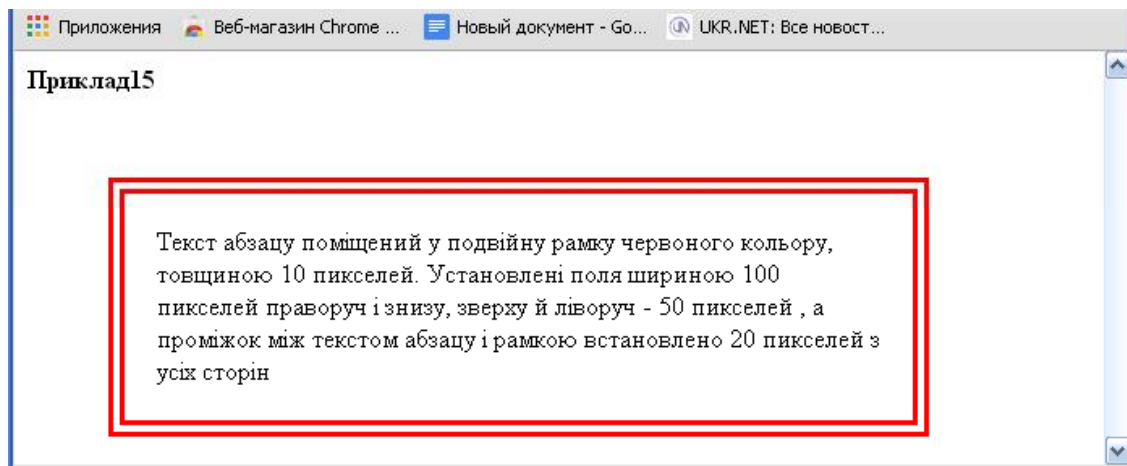 Приложения Веб-магазин Chrome ... Новый документ - Go... UKR.NET: Все новост...
Приклад15
Текст абзацу поміщений у подвійну рамку червоного кольору,
товщиною 10 пикселей. Установлені поля шириною 100
пикселей праворуч і знизу, зверху й ліворуч - 50 пикселей , а
проміжок між текстом абзацу і рамкою встановлено 20 пикселей з
усіх сторін